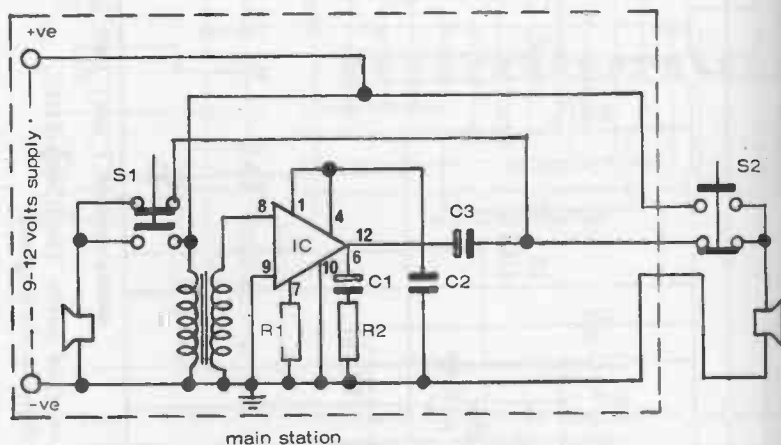 +ve
9-12 volts supply
-ve
S1
8
9
1
4
IC
12
6
10
7
C1
C2
C3
R1
R2
S2
main station